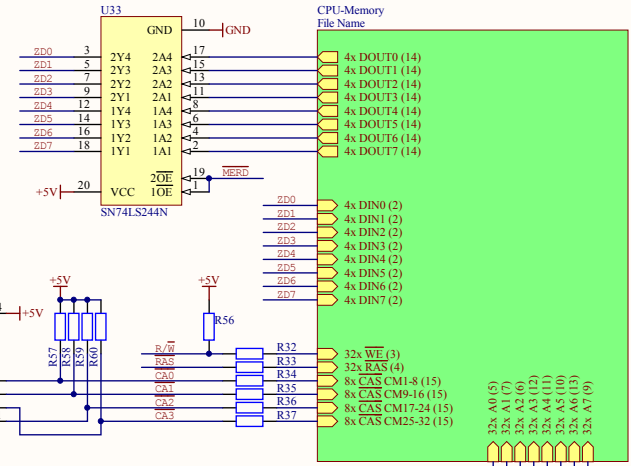 U33
CPU-Memory
File Name
GND 10 GND
ZD0 3 2Y4 2A4 17 4x DOUT0 (14)
ZD1 5 2Y3 2A3 15 4x DOUT1 (14)
ZD2 7 2Y2 2A2 13 4x DOUT2 (14)
ZD3 9 2Y1 2A1 11 4x DOUT3 (14)
ZD4 12 1Y4 1A4 8 4x DOUT4 (14)
ZD5 14 1Y3 1A3 6 4x DOUT5 (14)
ZD6 16 1Y2 1A2 4 4x DOUT6 (14)
ZD7 18 1Y1 1A1 2 4x DOUT7 (14)
2OE 19 MERD
+5V 20 VCC 1OE 1
SN74LS244N
ZD0 4x DIN0 (2)
ZD1 4x DIN1 (2)
ZD2 4x DIN2 (2)
ZD3 4x DIN3 (2)
ZD4 4x DIN4 (2)
ZD5 4x DIN5 (2)
ZD6 4x DIN6 (2)
ZD7 4x DIN7 (2)
+5V +5V
+5V
R56
R57
R58
R59
R60
R/W R32 32x WE (3)
RAS R33 32x RAS (4)
CA0 R34 8x CAS CM1-8 (15)
CA1 R35 8x CAS CM9-16 (15)
CA2 R36 8x CAS CM17-24 (15)
CA3 R37 8x CAS CM25-32 (15)
32x A0 (5)
32x A1 (7)
32x A2 (6)
32x A3 (12)
32x A4 (11)
32x A5 (10)
32x A6 (13)
32x A7 (9)